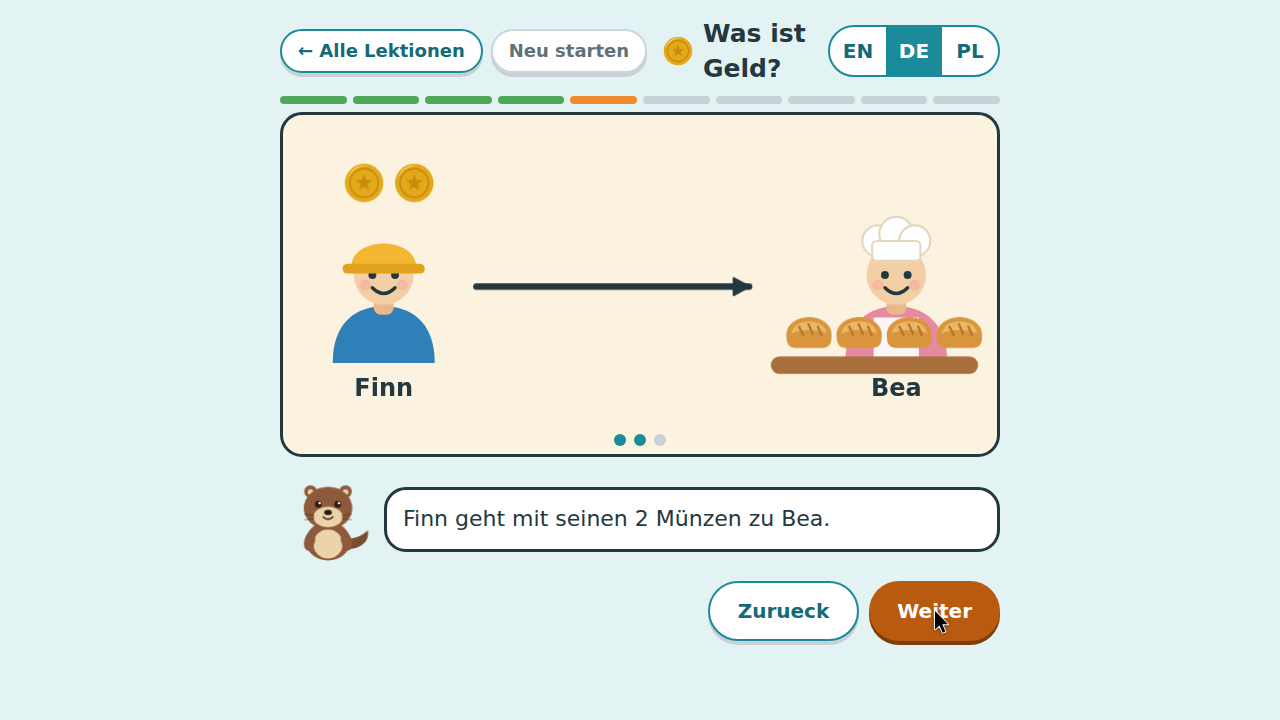 ← Alle Lektionen
Neu starten
Was ist
Geld?
EN
DE
PL
Finn
Bea
Finn geht mit seinen 2 Münzen zu Bea.
Zurueck
Weiter